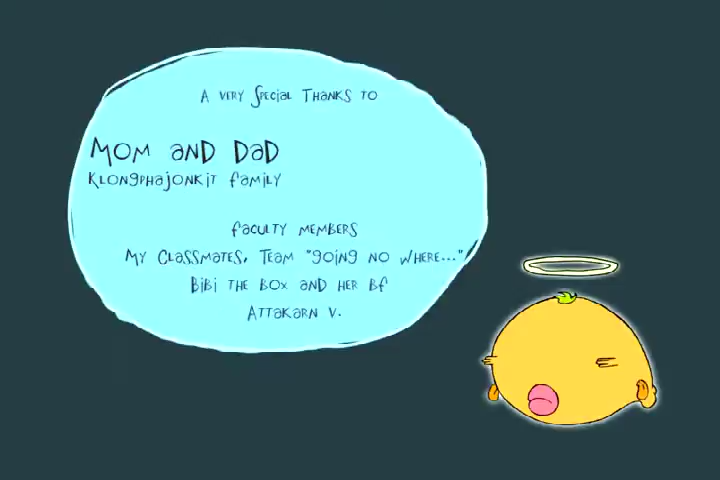 A VERY SPECIAL THANKS TO
MOM AND DAD
KLONGPHAJONKIT FAMILY
FACULTY MEMBERS
MY CLASSMATES, TEAM "GOING NO WHERE..."
BIBI THE BOX AND HER BF
ATTAKARN V.